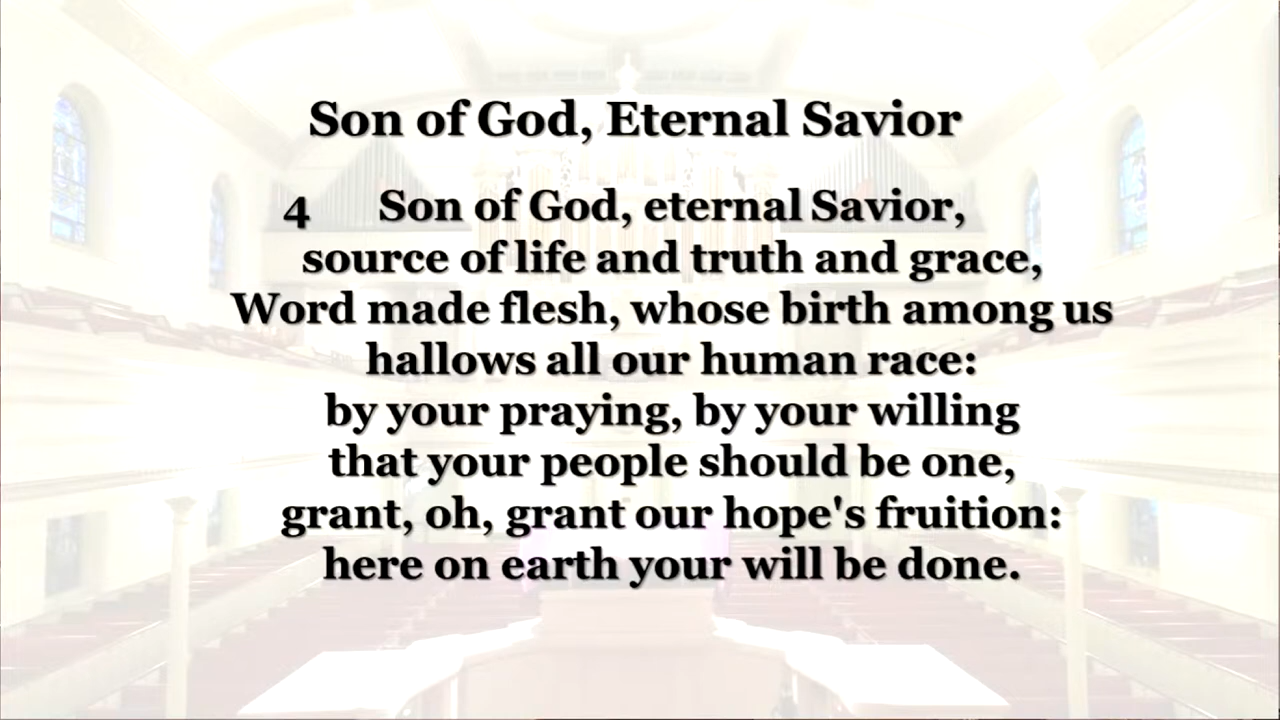 Son of God, Eternal Savior
4 Son of God, eternal Savior,
source of life and truth and grace,
Word made flesh, whose birth among us
hallows all our human race:
by your praying, by your willing
that your people should be one,
grant, oh, grant our hope's fruition:
here on earth your will be done.